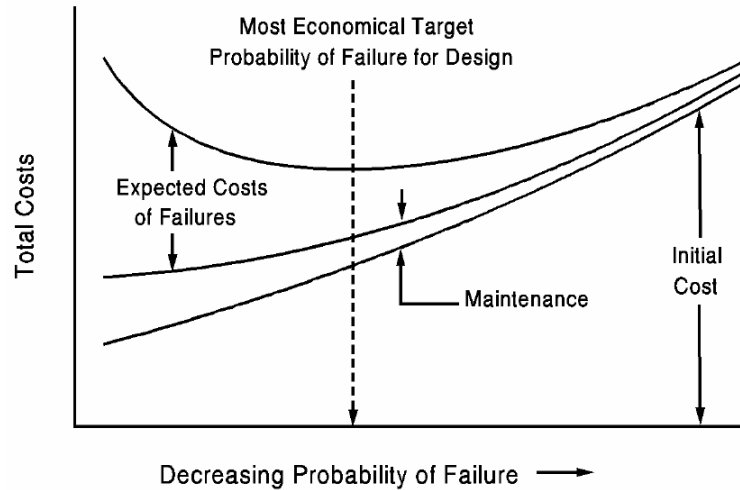 Most Economical Target
Probability of Failure for Design
Total Costs
Expected Costs
of Failures
Maintenance
Initial
Cost
Decreasing Probability of Failure